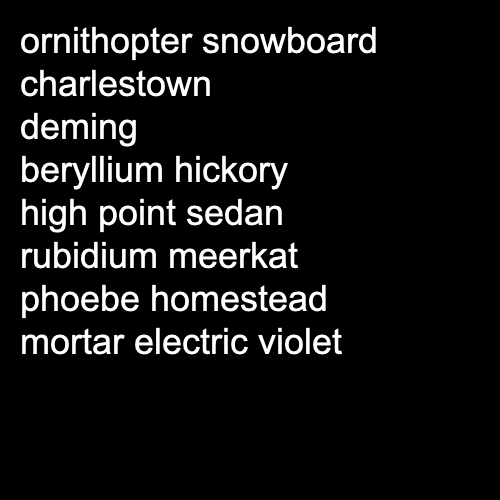 ornithopter snowboard
charlestown
deming
beryllium hickory
high point sedan
rubidium meerkat
phoebe homestead
mortar electric violet